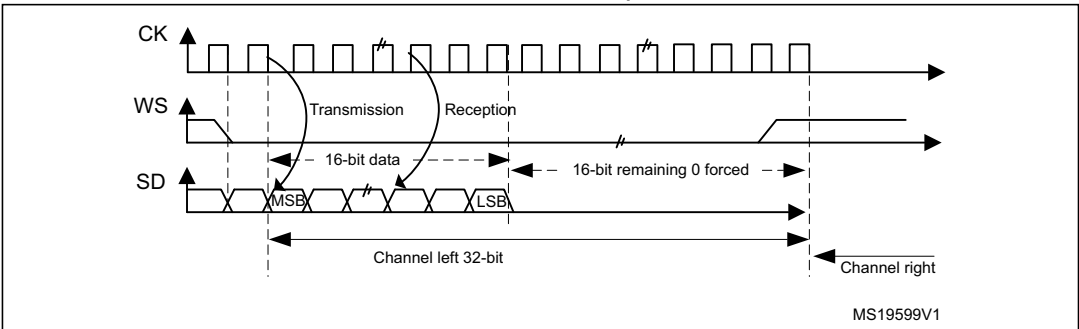 CK
WS
Transmission
Reception
16-bit data
16-bit remaining 0 forced
SD
MSB
LSB
Channel left 32-bit
Channel right
MS19599V1